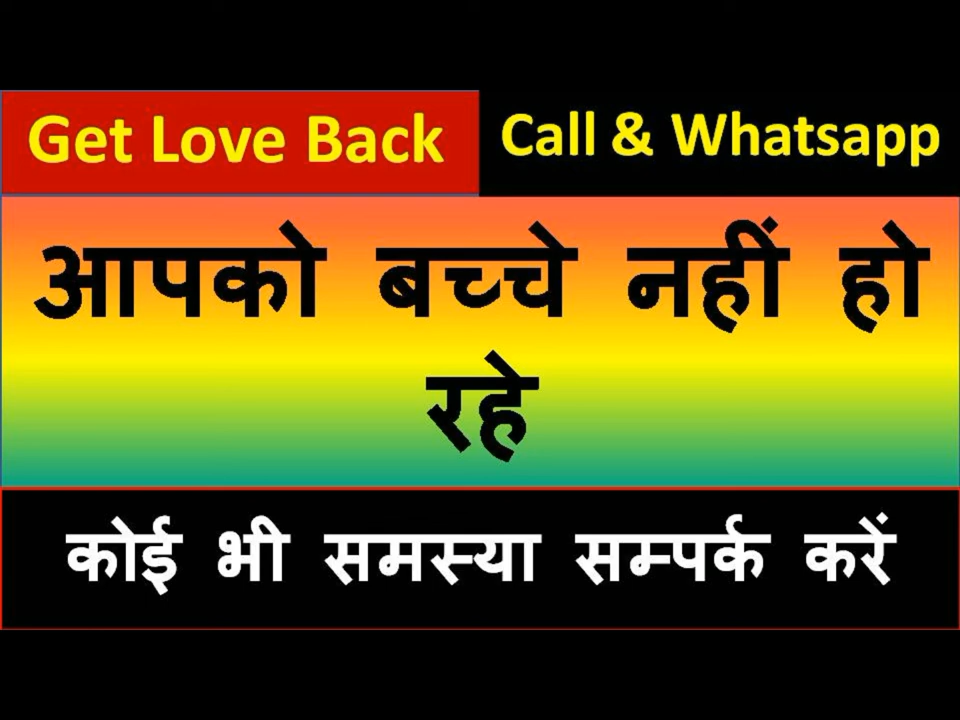 Get Love Back
Call & Whatsapp
आपको बच्चे नहीं हो
रहे
कोई भी समस्या सम्पर्क करें